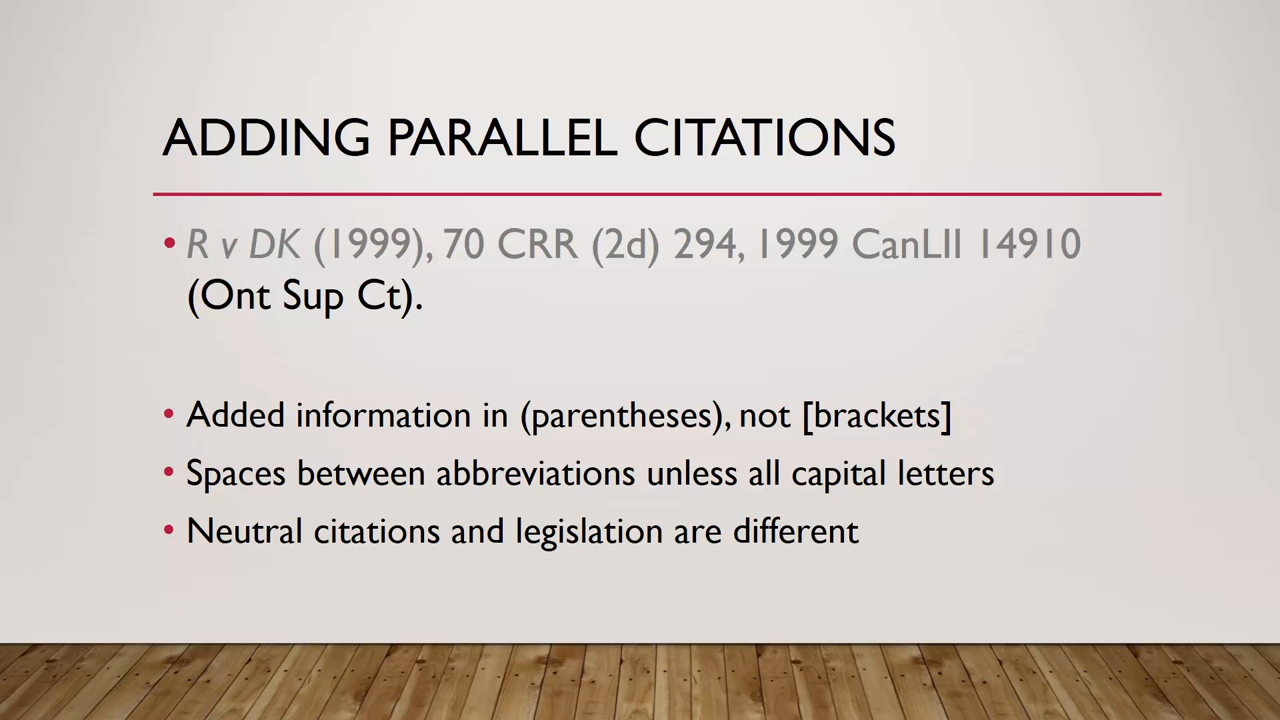 ADDING PARALLEL CITATIONS
• R v DK (1999), 70 CRR (2d) 294, 1999 CanLII 14910
(Ont Sup Ct).
• Added information in (parentheses), not [brackets]
• Spaces between abbreviations unless all capital letters
• Neutral citations and legislation are different